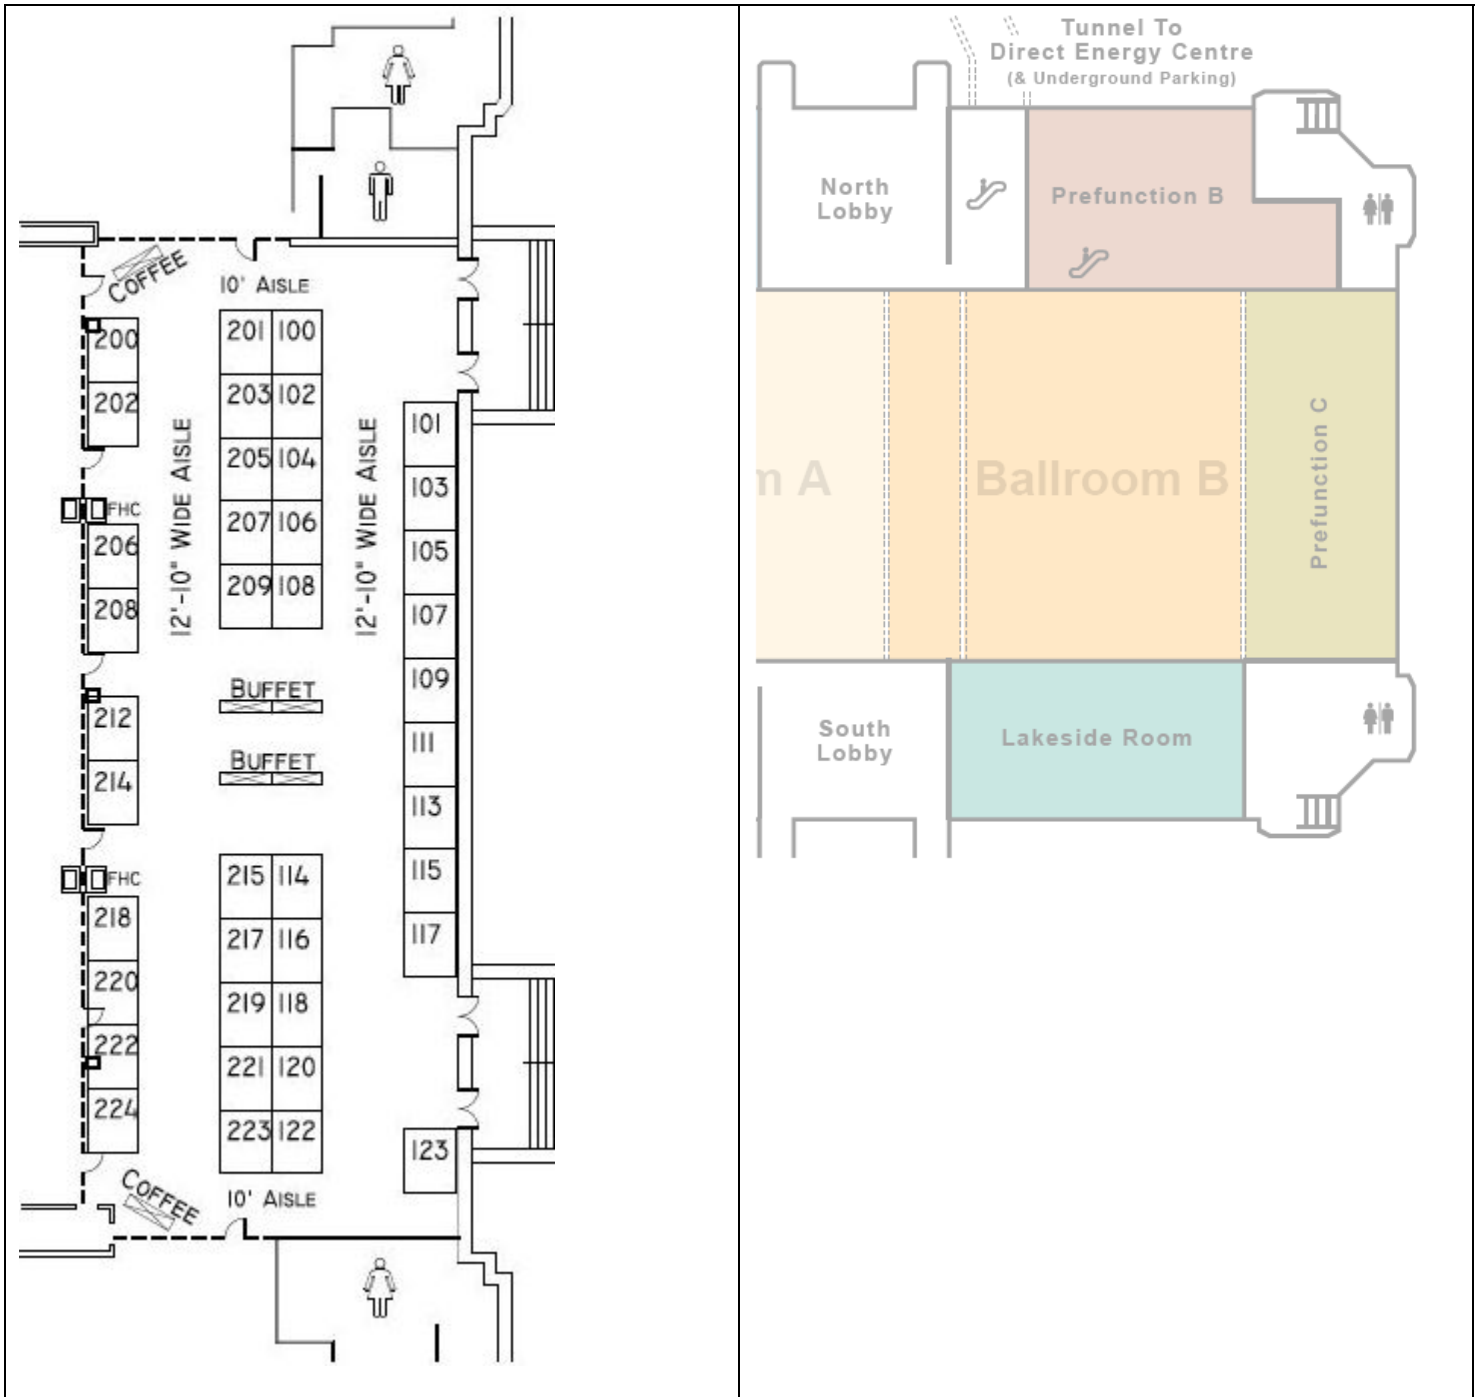 COFFEE
10' AISLE
200
202
FHC
206
208
212
214
FHC
218
220
222
224
COFFEE
12'-10" WIDE AISLE
201 100
203 102
205 104
207 106
209 108
BUFFET
BUFFET
215 114
217 116
219 118
221 120
223 122
10' AISLE
12'-10" WIDE AISLE
101
103
105
107
109
111
113
115
117
123
Tunnel To
Direct Energy Centre
(& Underground Parking)
North
Lobby
Prefunction B
m A
Ballroom B
Prefunction C
South
Lobby
Lakeside Room